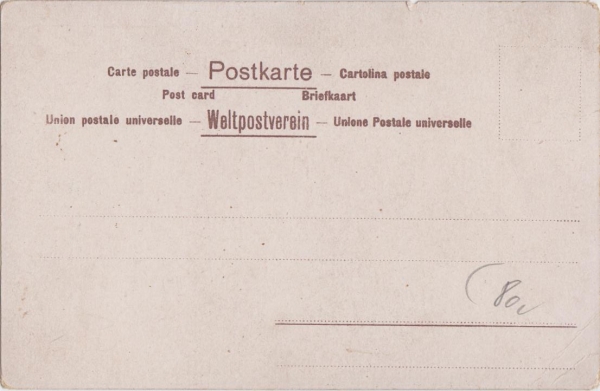 Carte postale — Postkarte — Cartolina postale
Post card Briefkaart
Union postale universelle — Weltpostverein — Unione Postale universelle
80